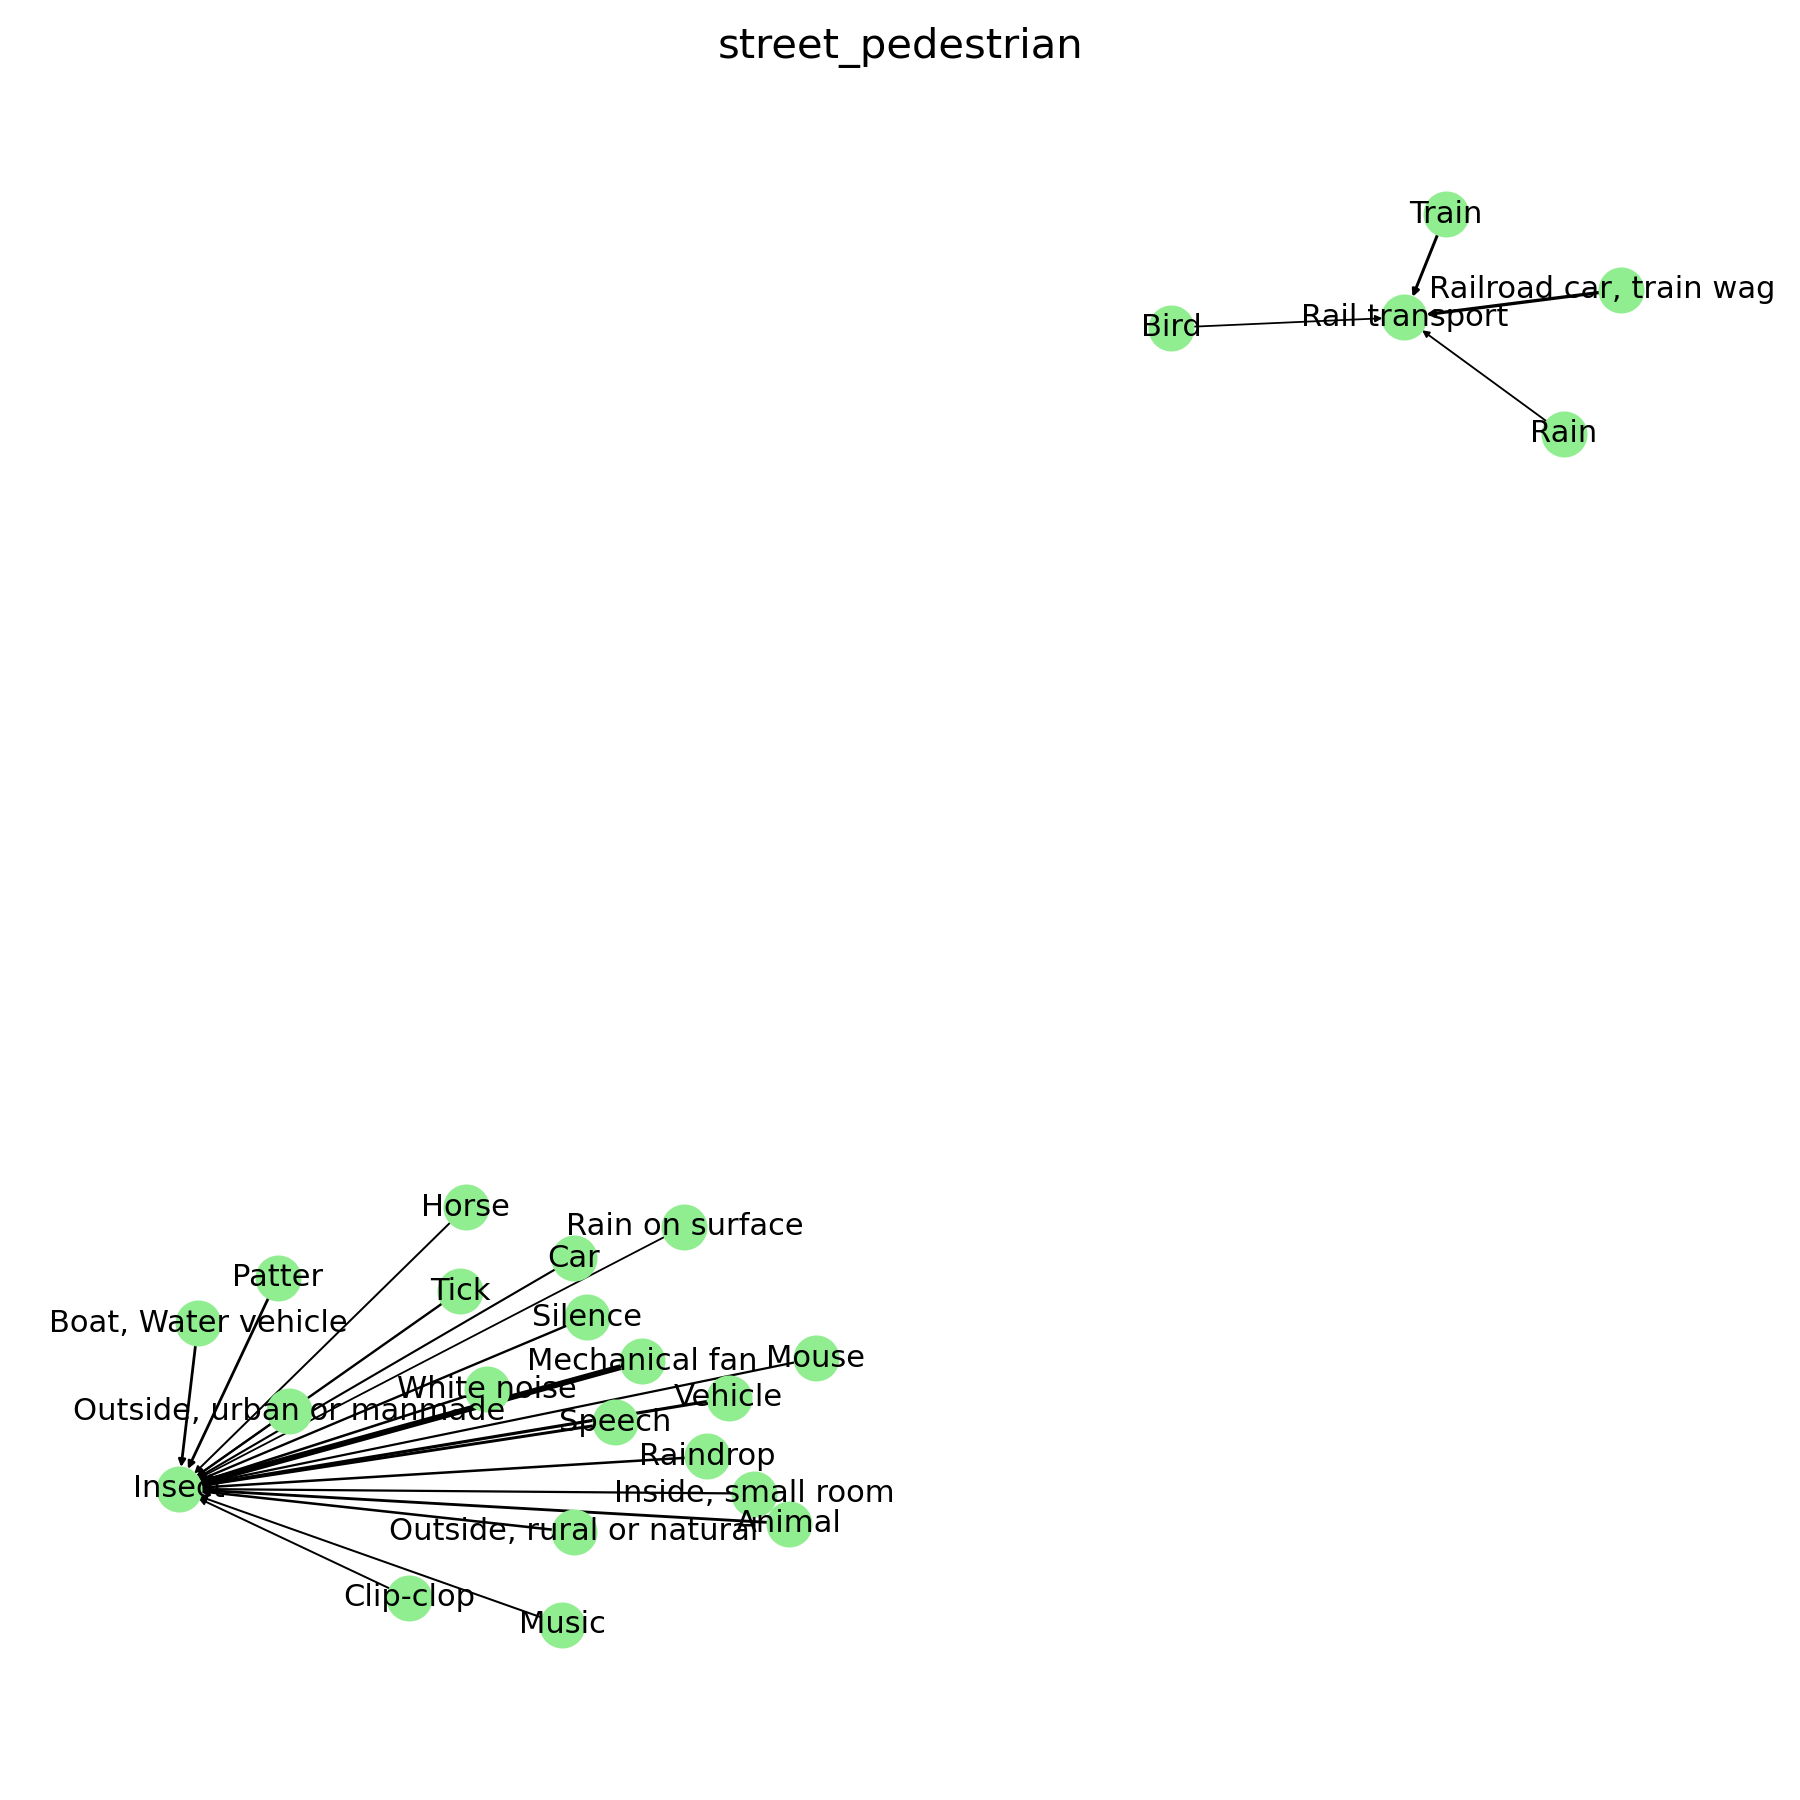 street_pedestrian
Train
Railroad car, train wag
Rail transport
Bird
Rain
Horse
Rain on surface
Car
Patter
Tick
Silence
Boat, Water vehicle
Mechanical fan
Mouse
White noise
Vehicle
Outside, urban or manmade
Speech
Raindrop
Insect
Inside, small room
Animal
Outside, rural or natural
Clip-clop
Music